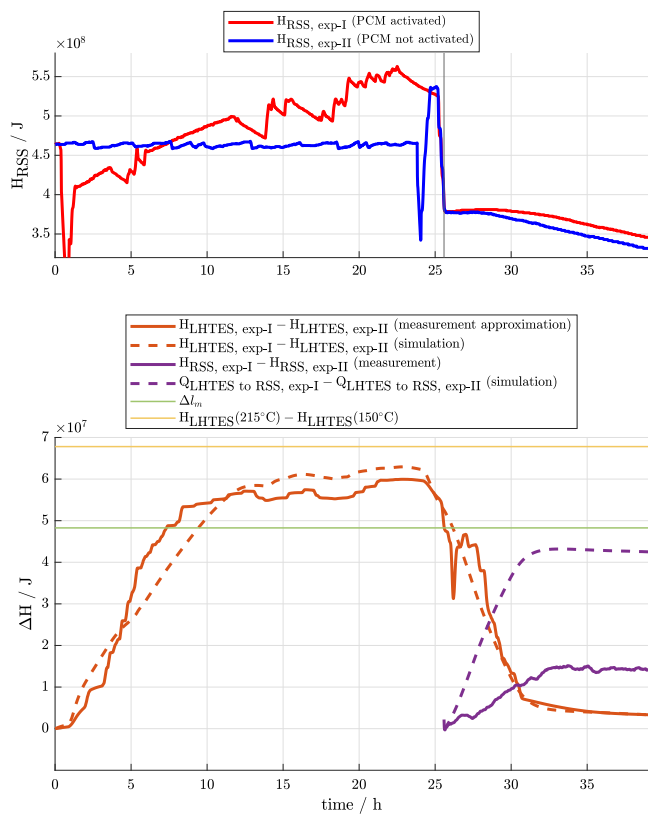 H_RSS, exp-I (PCM activated)
H_RSS, exp-II (PCM not activated)
×10⁸
5.5
5
4.5
4
3.5
H_RSS / J
0 5 10 15 20 25 30 35
H_LHTES, exp-I − H_LHTES, exp-II (measurement approximation)
H_LHTES, exp-I − H_LHTES, exp-II (simulation)
H_RSS, exp-I − H_RSS, exp-II (measurement)
Q_LHTES to RSS, exp-I − Q_LHTES to RSS, exp-II (simulation)
Δl_m
H_LHTES(215°C) − H_LHTES(150°C)
×10⁷
7
6
5
4
3
2
1
0
ΔH / J
0 5 10 15 20 25 30 35
time / h